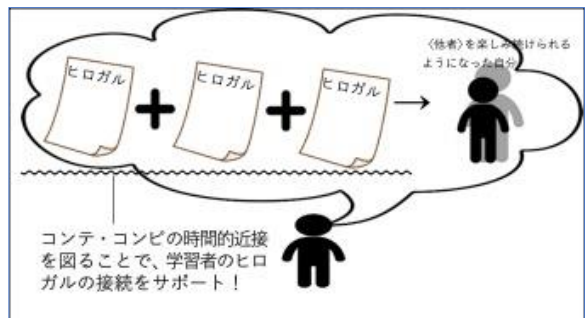 〈他者〉を楽しみ続けられる
ようになった自分
ヒロガル
ヒロガル
ヒロガル
コンテ・コンピの時間的近接
を図ることで、学習者のヒロ
ガルの接続をサポート！